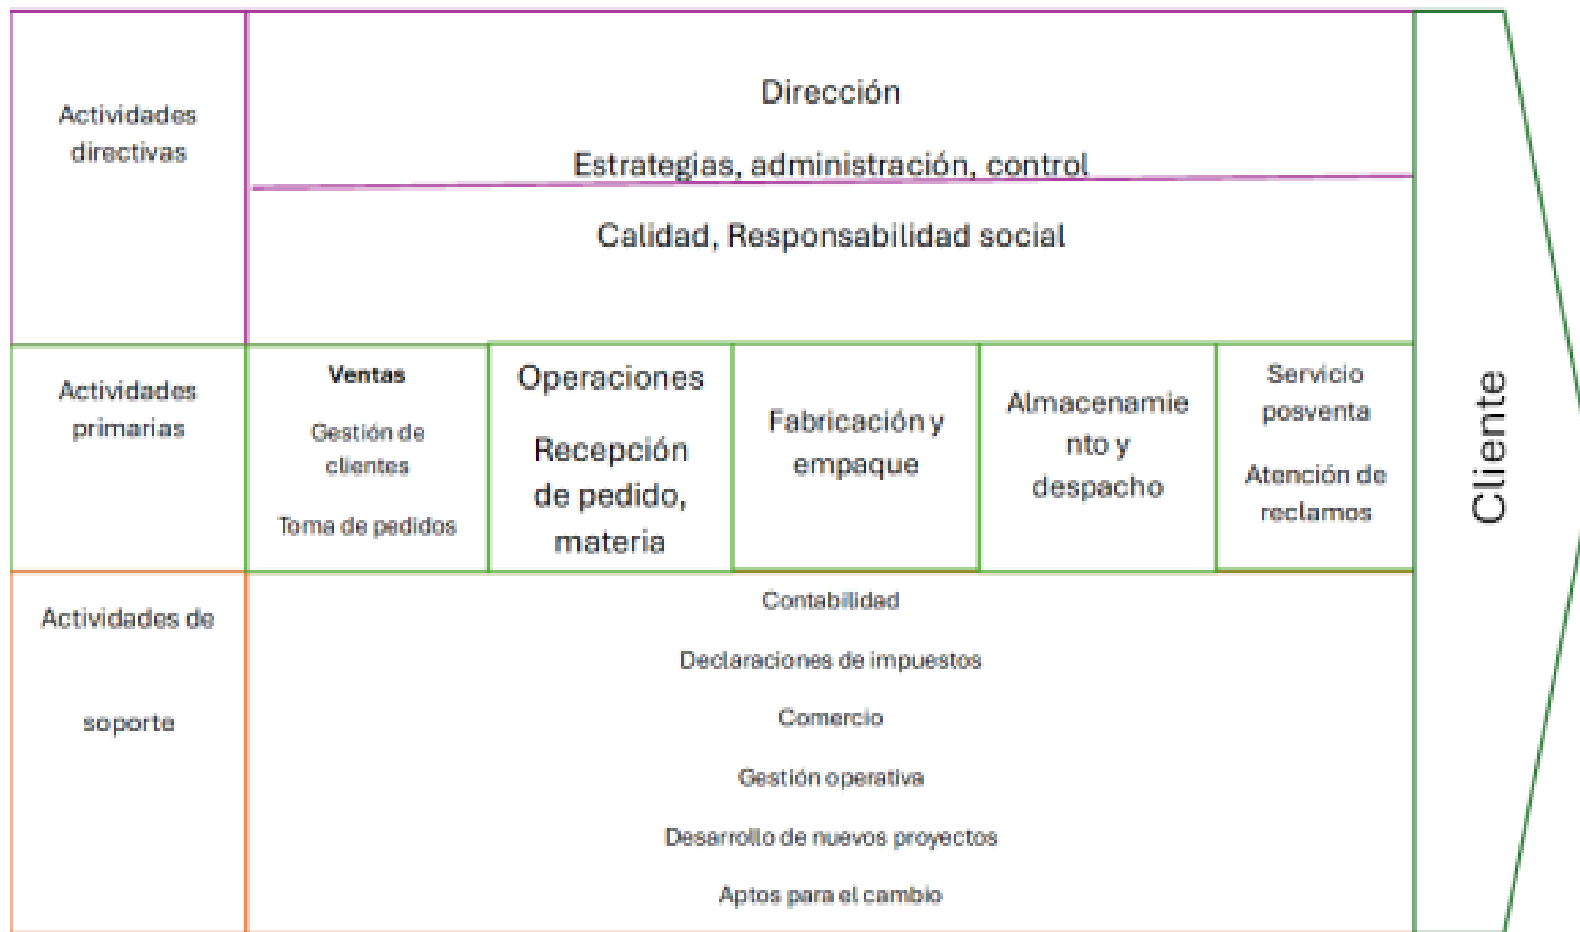 Actividades
directivas
Dirección
Estrategias, administración, control
Calidad, Responsabilidad social
Actividades
primarias
Ventas
Gestión de
clientes
Toma de pedidos
Operaciones
Recepción
de pedido,
materia
Fabricación y
empaque
Almacenamie
nto y
despacho
Servicio
posventa
Atención de
reclamos
Cliente
Actividades de
soporte
Contabilidad
Declaraciones de impuestos
Comercio
Gestión operativa
Desarrollo de nuevos proyectos
Aptos para el cambio